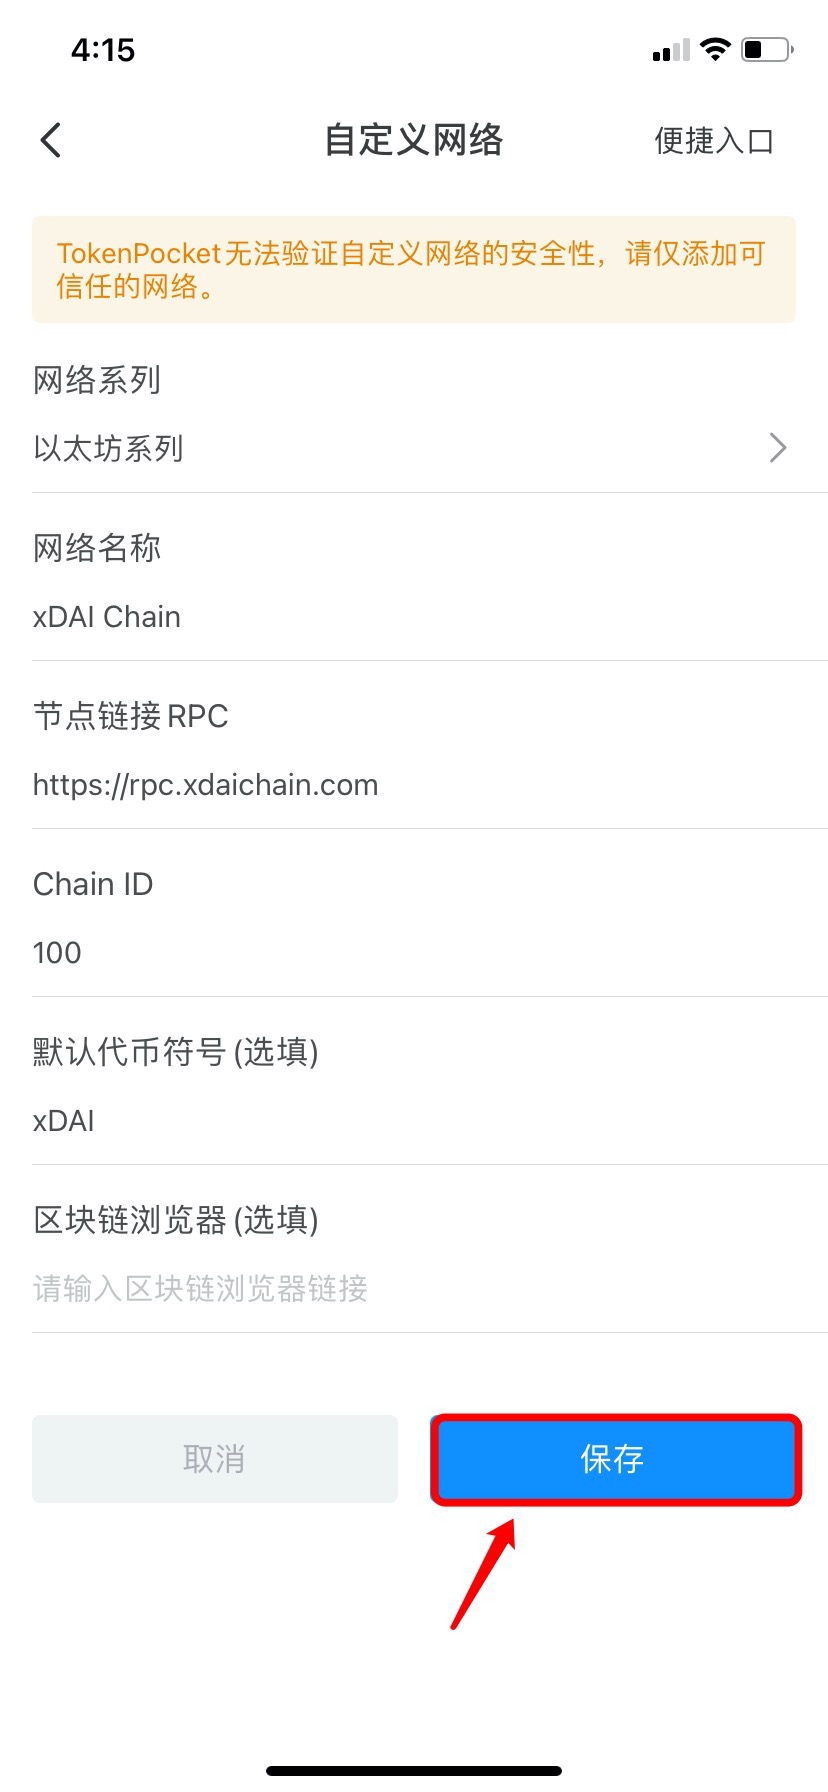 4:15
自定义网络
便捷入口
TokenPocket无法验证自定义网络的安全性，请仅添加可
信任的网络。
网络系列
以太坊系列
网络名称
xDAI Chain
节点链接RPC
https://rpc.xdaichain.com
Chain ID
100
默认代币符号(选填)
xDAI
区块链浏览器(选填)
请输入区块链浏览器链接
取消
保存